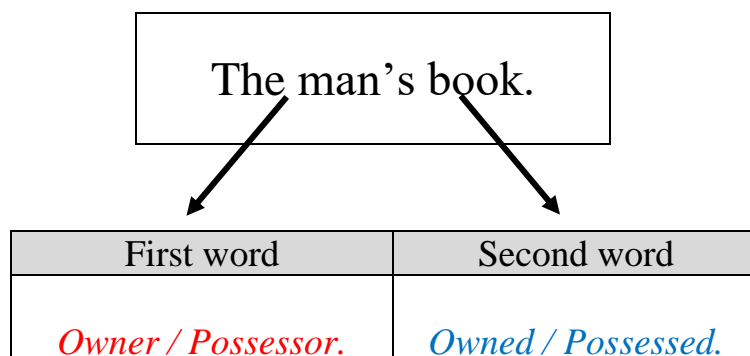 The man’s book.
First word Second word
Owner / Possessor. Owned / Possessed.